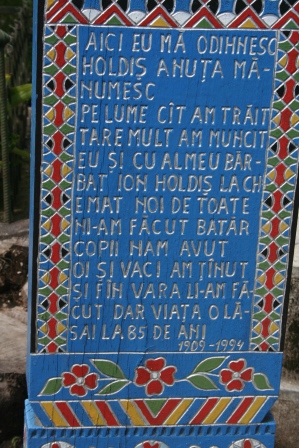 AICI EU MĂ ODIHNESC
HOLDIȘ ANUȚA MĂ-
NUMESC
PE LUME CÎT AM TRĂIT
TARE MULT AM MUNCIT
EU ȘI CU AL MEU BĂR-
BAT ION HOLDIȘ LA CH
EMAT NOI DE TOATE
NI-AM FĂCUT BATĂR
COPII NAM AVUT
OI ȘI VACI AM ȚÎNUT
ȘI FÎN VARA LI-AM FĂ
CUT DAR VIAȚA O LĂ-
SAI LA 85 DE ANI
1909-1994